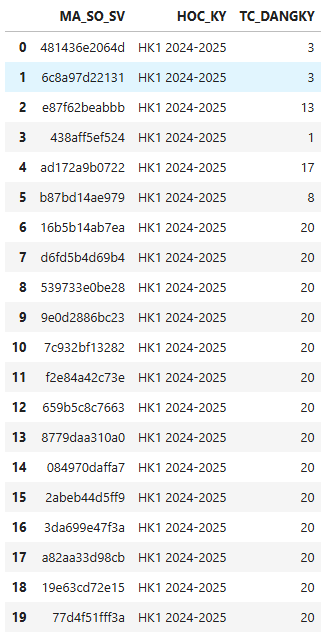 MA_SO_SV HOC_KY TC_DANGKY
0 481436e2064d HK1 2024-2025 3
1 6c8a97d22131 HK1 2024-2025 3
2 e87f62beabbb HK1 2024-2025 13
3 438aff5ef524 HK1 2024-2025 1
4 ad172a9b0722 HK1 2024-2025 17
5 b87bd14ae979 HK1 2024-2025 8
6 16b5b14ab7ea HK1 2024-2025 20
7 d6fd5b4d69b4 HK1 2024-2025 20
8 539733e0be28 HK1 2024-2025 20
9 9e0d2886bc23 HK1 2024-2025 20
10 7c932bf13282 HK1 2024-2025 20
11 f2e84a42c73e HK1 2024-2025 20
12 659b5c8c7663 HK1 2024-2025 20
13 8779daa310a0 HK1 2024-2025 20
14 084970daffa7 HK1 2024-2025 20
15 2abeb44d5ff9 HK1 2024-2025 20
16 3da699e47f3a HK1 2024-2025 20
17 a82aa33d98cb HK1 2024-2025 20
18 19e63cd72e15 HK1 2024-2025 20
19 77d4f51fff3a HK1 2024-2025 20